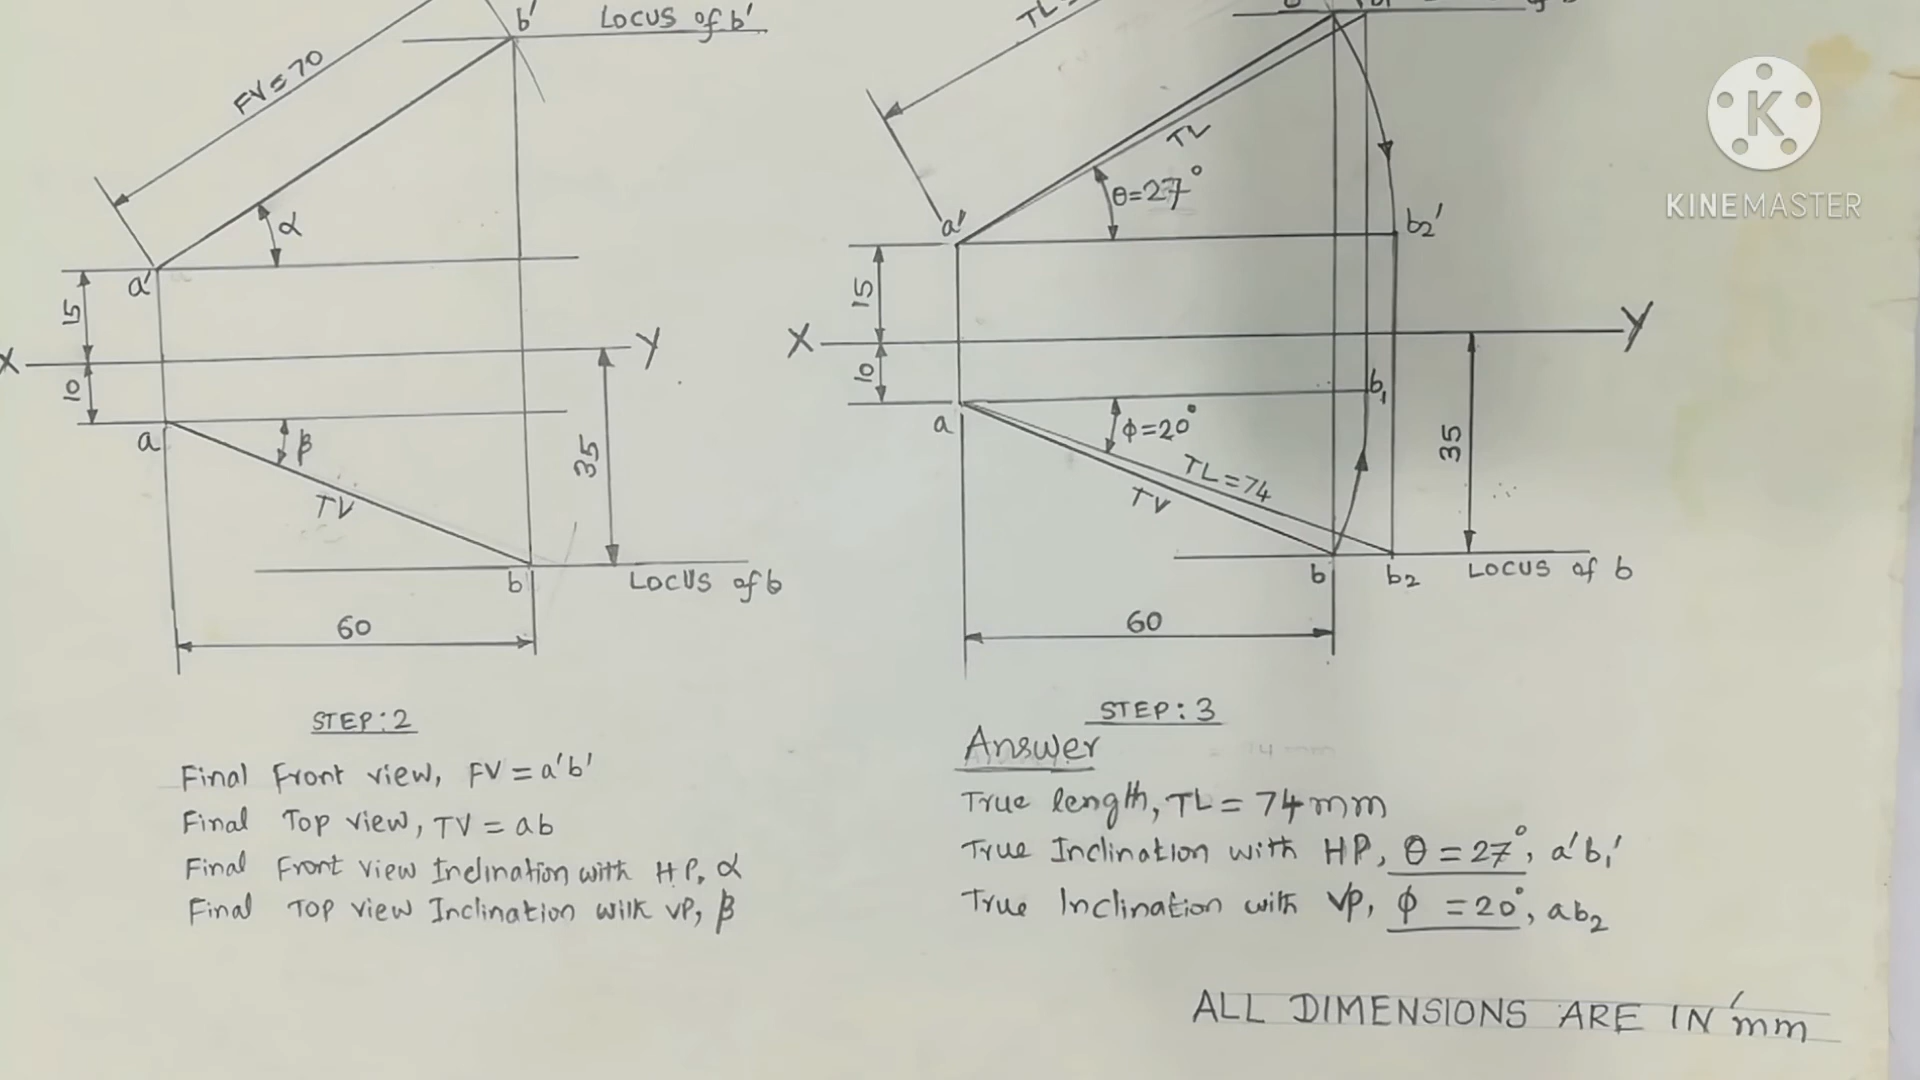 FV = 70
b'
LOCUS of b'
α
a'
15
X
Y
10
a
β
TV
35
b
LOCUS of b
60
STEP : 2
Final Front view, FV = a'b'
Final Top view, TV = ab
Final Front view Inclination with HP, α
Final TOP view Inclination with VP, β
TL
TL
θ = 27°
a'
b2'
15
X
Y
10
b1
a
ϕ = 20°
TL = 74
TV
35
b
b2
LOCUS of b
60
STEP : 3
Answer
True length, TL = 74 mm
True Inclination with HP, θ = 27°, a'b1'
True Inclination with VP, ϕ = 20°, ab2
ALL DIMENSIONS ARE IN 'mm
K
KINEMASTER